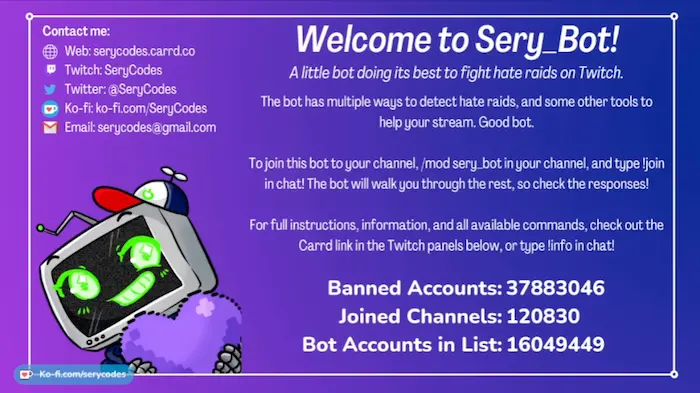 Contact me:
Web: serycodes.carrd.co
Twitch: SeryCodes
Twitter: @SeryCodes
Ko-fi: ko-fi.com/SeryCodes
Email: serycodes@gmail.com
Welcome to Sery_Bot!
A little bot doing its best to fight hate raids on Twitch.
The bot has multiple ways to detect hate raids, and some other tools to
help your stream. Good bot.
To join this bot to your channel, /mod sery_bot in your channel, and type !join
in chat! The bot will walk you through the rest, so check the responses!
For full instructions, information, and all available commands, check out the
Carrd link in the Twitch panels below, or type !info in chat!
Banned Accounts: 37883046
Joined Channels: 120830
Bot Accounts in List: 16049449
Ko-fi.com/serycodes